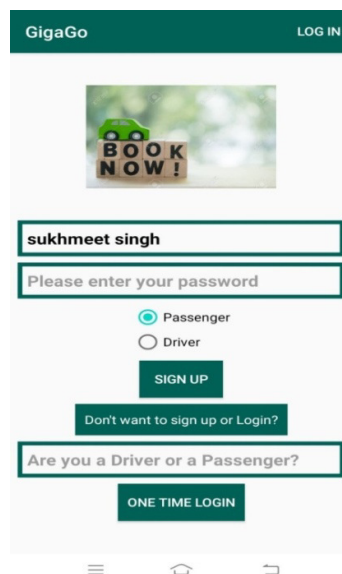 GigaGo
LOG IN
BOOK
NOW!
sukhmeet singh
Please enter your password
Passenger
Driver
SIGN UP
Don't want to sign up or Login?
Are you a Driver or a Passenger?
ONE TIME LOGIN